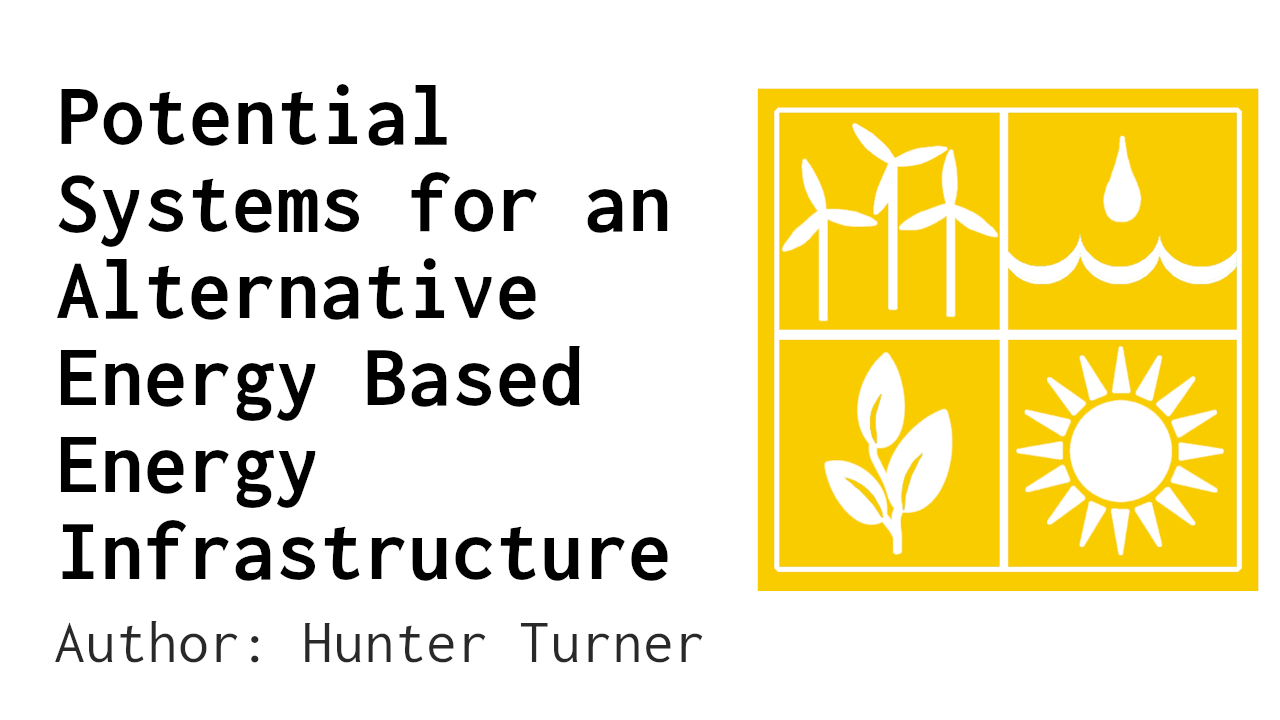 Potential
Systems for an
Alternative
Energy Based
Energy
Infrastructure
Author: Hunter Turner